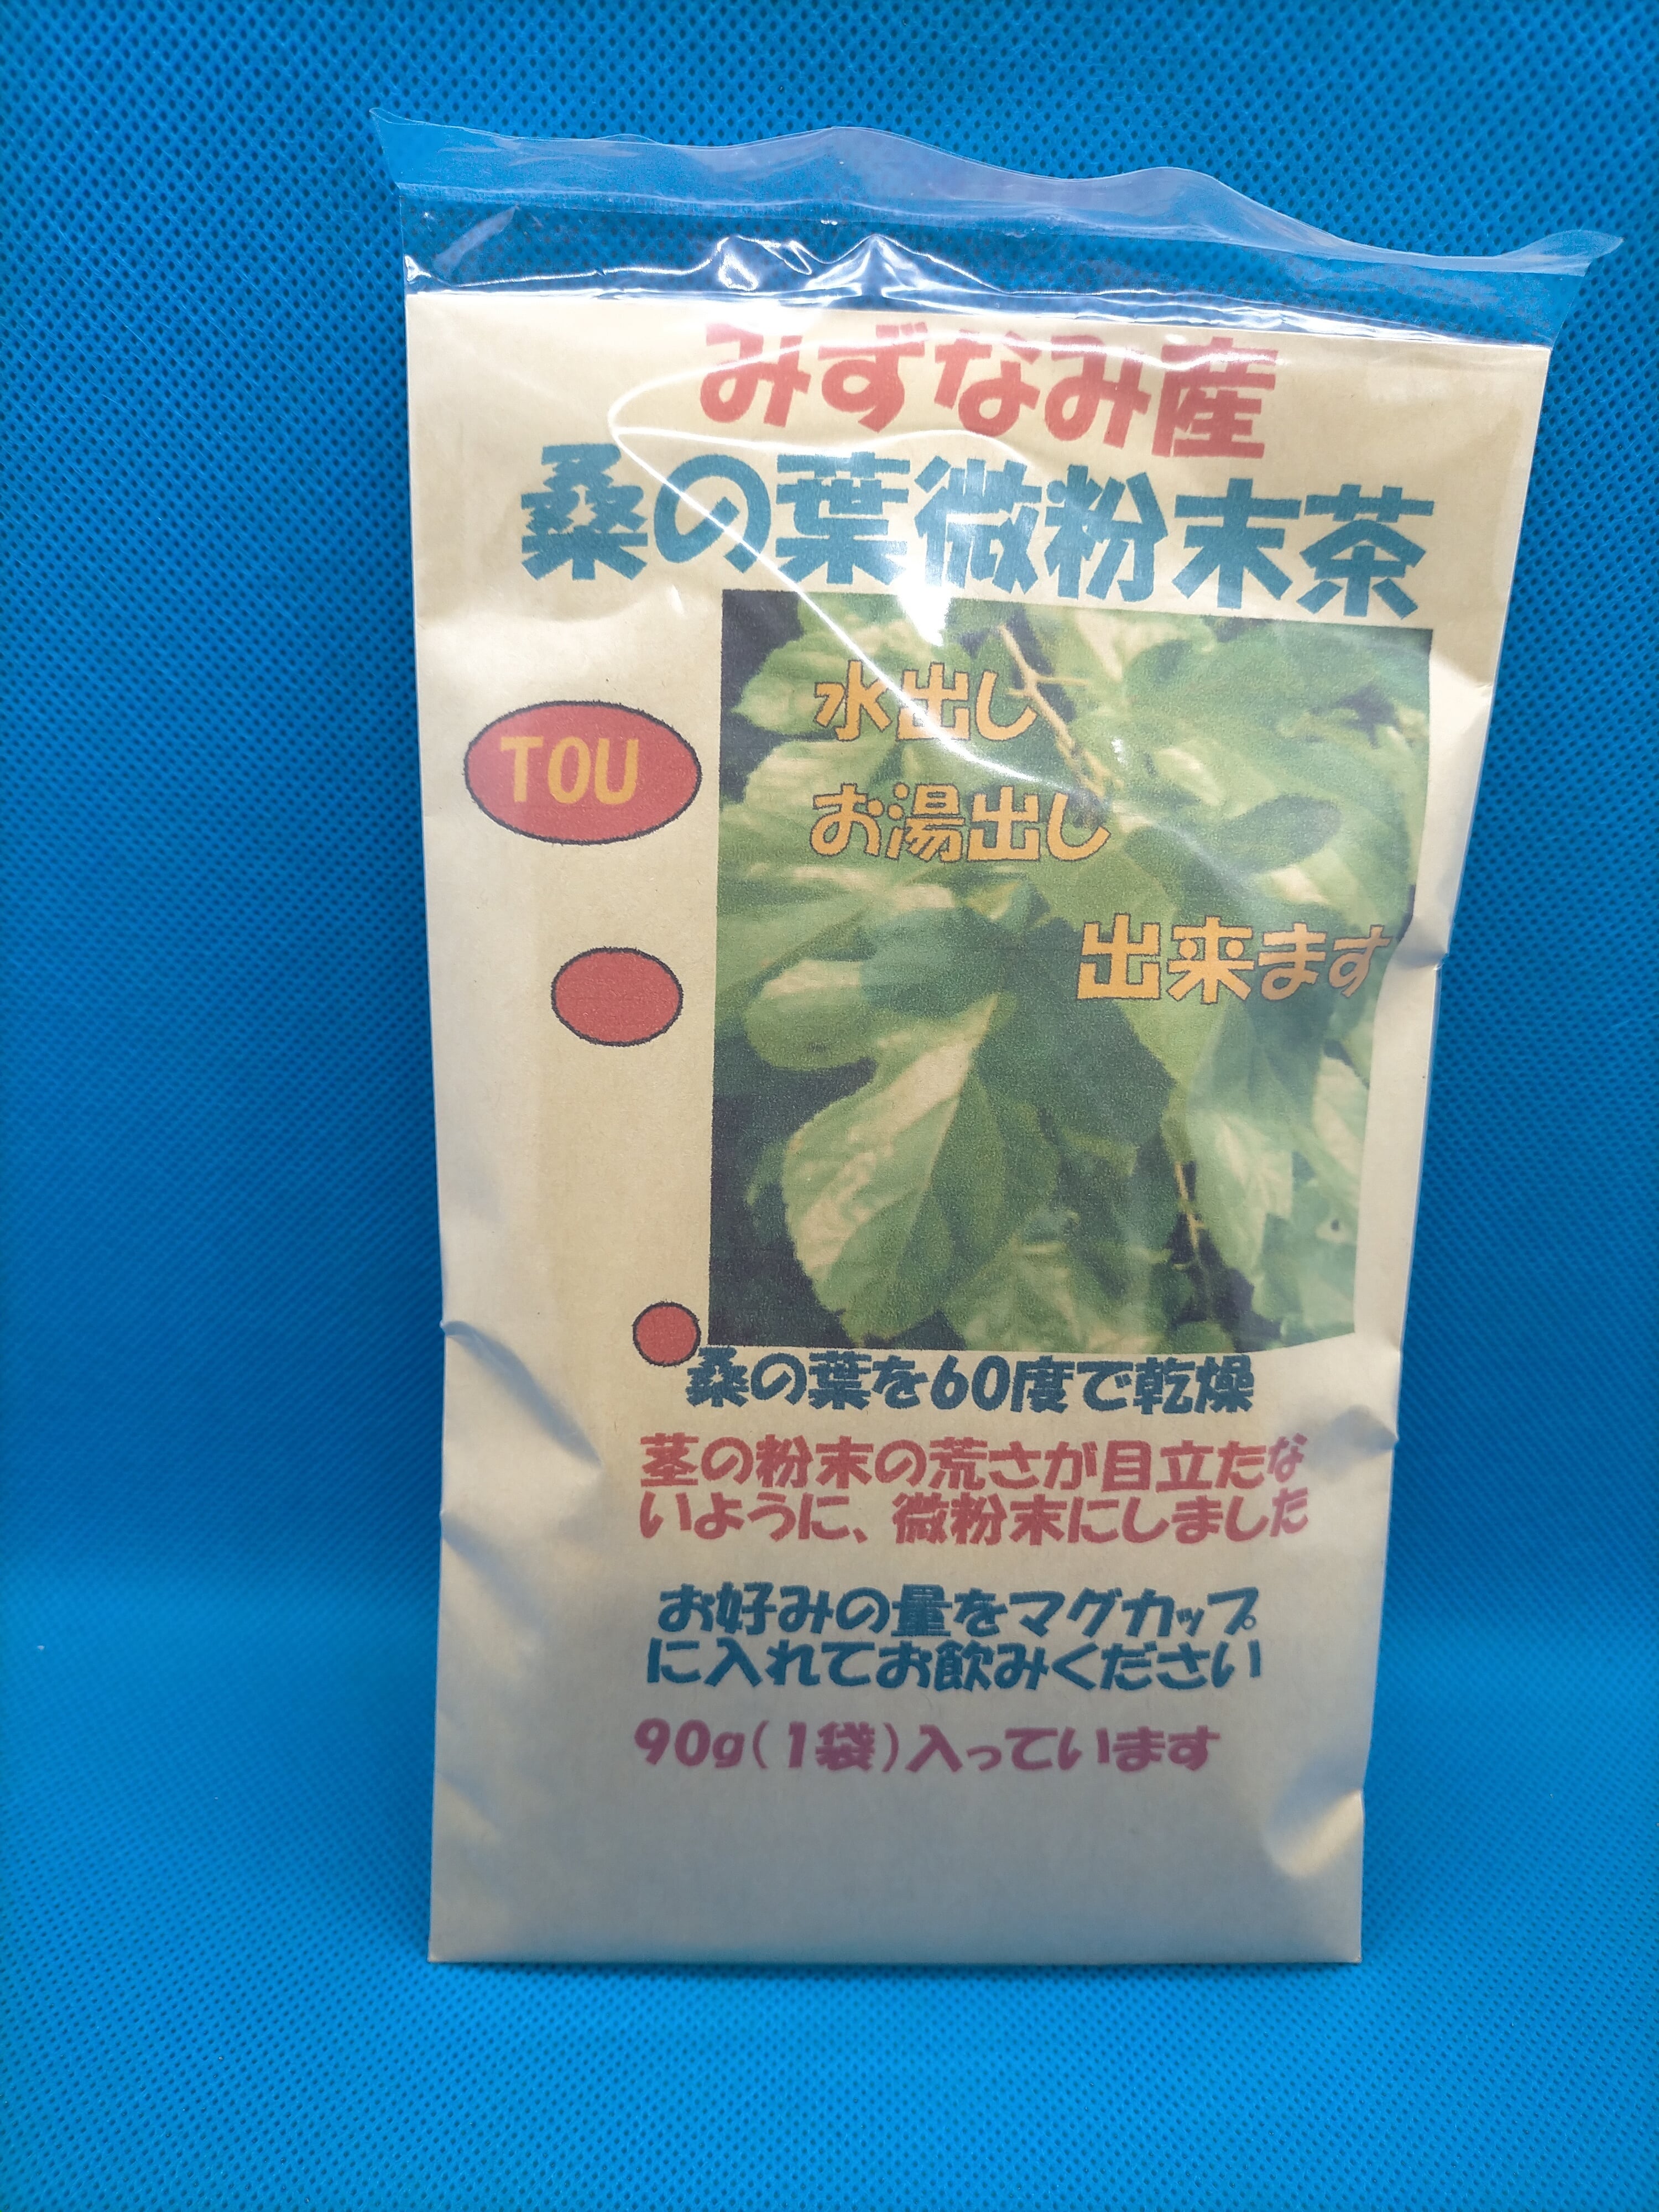 みずなみ産
桑の葉微粉末茶
水出し
TOU
お湯出し
出来ます
桑の葉を60度で乾燥
茎の粉末の荒さが目立たな
いように、微粉末にしました
お好みの量をマグカップ
に入れてお飲みください
90g(1袋)入っています